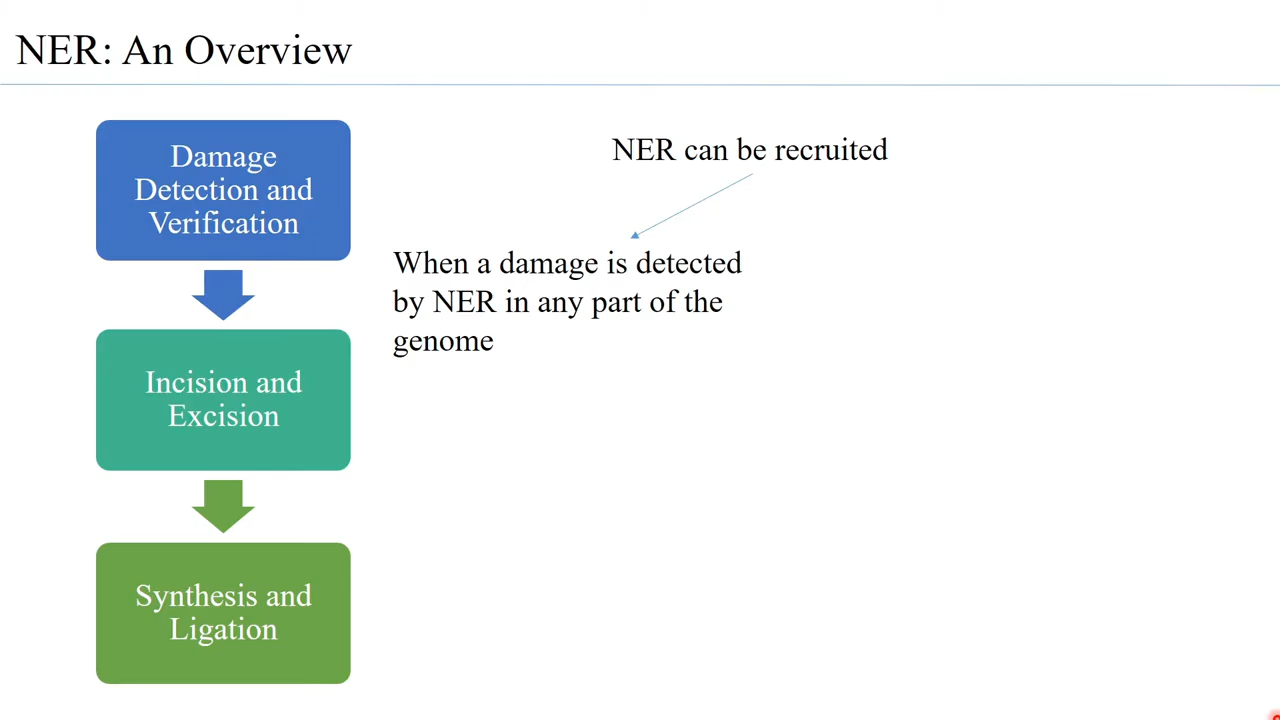 NER: An Overview
Damage
Detection and
Verification
Incision and
Excision
Synthesis and
Ligation
NER can be recruited
When a damage is detected
by NER in any part of the
genome